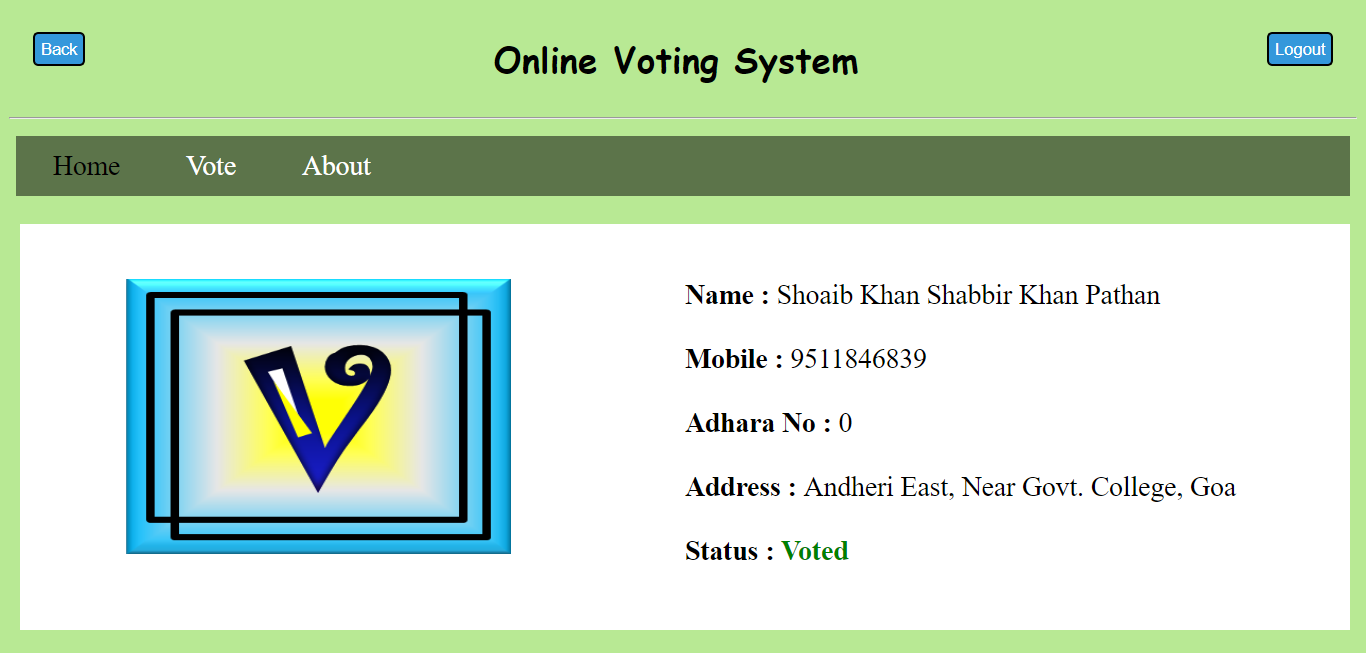 Back
Online Voting System
Logout
Home Vote About
V
Name : Shoaib Khan Shabbir Khan Pathan
Mobile : 9511846839
Adhara No : 0
Address : Andheri East, Near Govt. College, Goa
Status : Voted